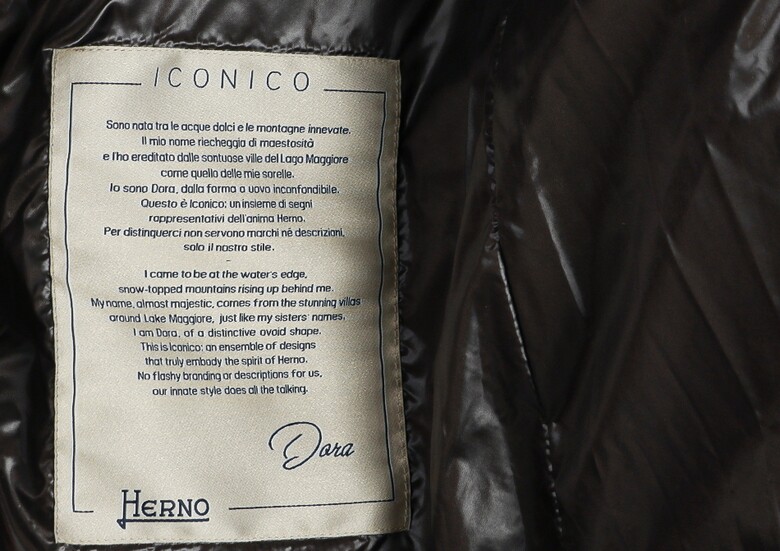 ICONICO
Sono nata tra le acque dolci e le montagne innevate.
Il mio nome riecheggia di maestosità
e l'ho ereditato dalle sontuose ville del Lago Maggiore
come quello delle mie sorelle.
Io sono Dora, dalla forma a uovo inconfondibile.
Questo è Iconico: un insieme di segni
rappresentativi dell'anima Herno.
Per distinguerci non servono marchi né descrizioni,
solo il nostro stile.
-
I came to be at the water's edge,
snow-topped mountains rising up behind me.
My name, almost majestic, comes from the stunning villas
around Lake Maggiore, just like my sisters' names.
I am Dora, of a distinctive ovoid shape.
This is Iconico: an ensemble of designs
that truly embody the spirit of Herno.
No flashy branding or descriptions for us,
our innate style does all the talking.
Dora
HERNO